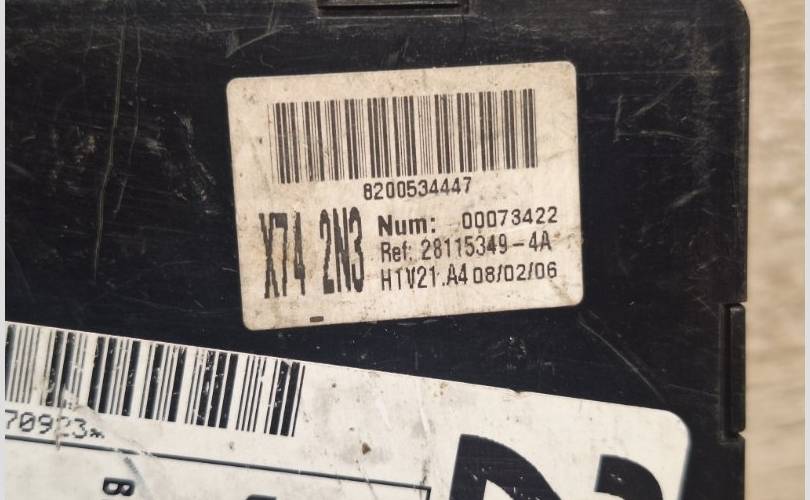 8200534447
X74 2N3
Num: 00073422
Ref: 28115349-4A
H1V21.A4 08/02/06
70923*
B